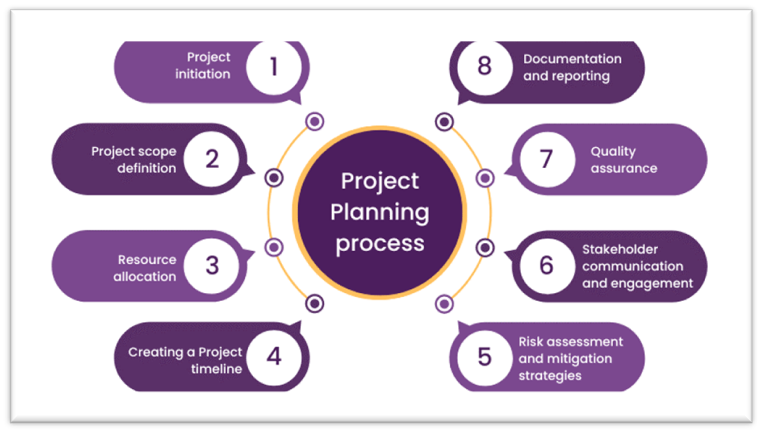 Project
initiation
1
Project scope
definition
2
Resource
allocation
3
Creating a Project
timeline
4
Project
Planning
process
8
Documentation
and reporting
7
Quality
assurance
6
Stakeholder
communication
and engagement
5
Risk assessment
and mitigation
strategies